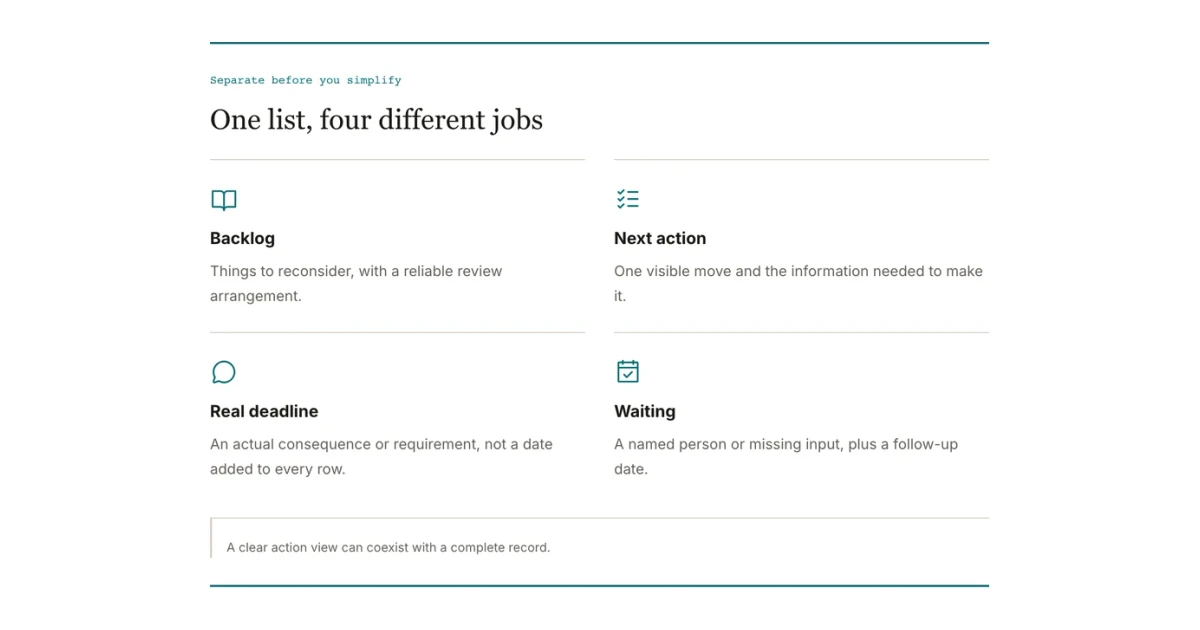 Separate before you simplify
One list, four different jobs
Backlog
Things to reconsider, with a reliable review
arrangement.
Next action
One visible move and the information needed to make
it.
Real deadline
An actual consequence or requirement, not a date
added to every row.
Waiting
A named person or missing input, plus a follow-up
date.
A clear action view can coexist with a complete record.